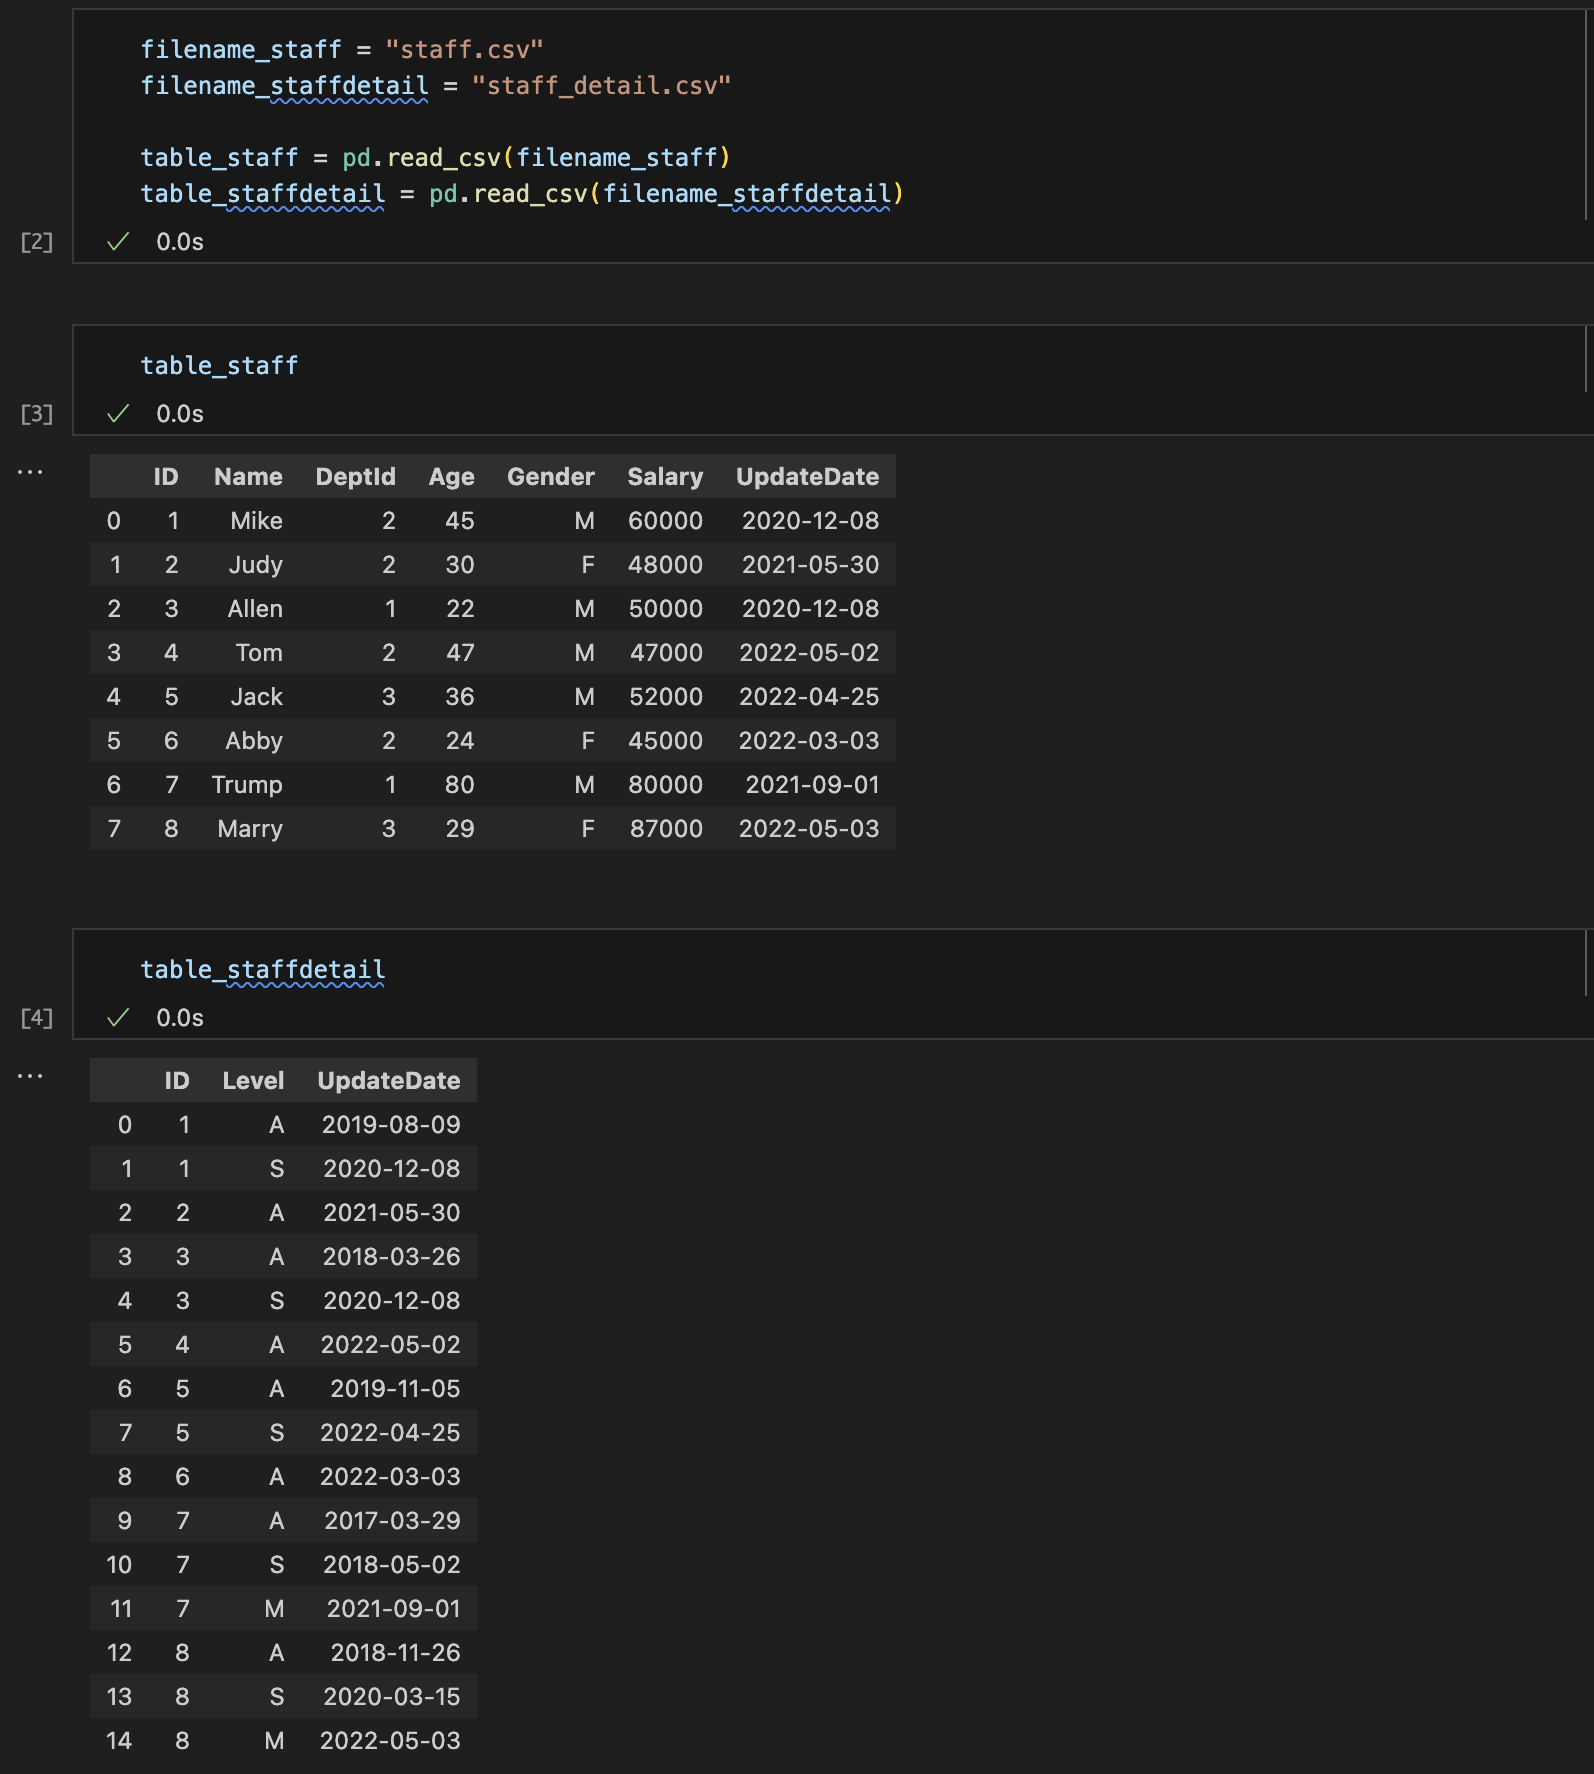 filename_staff = "staff.csv"
filename_staffdetail = "staff_detail.csv"
table_staff = pd.read_csv(filename_staff)
table_staffdetail = pd.read_csv(filename_staffdetail)
[2] ✓ 0.0s
table_staff
[3] ✓ 0.0s
...
ID Name DeptId Age Gender Salary UpdateDate
0 1 Mike 2 45 M 60000 2020-12-08
1 2 Judy 2 30 F 48000 2021-05-30
2 3 Allen 1 22 M 50000 2020-12-08
3 4 Tom 2 47 M 47000 2022-05-02
4 5 Jack 3 36 M 52000 2022-04-25
5 6 Abby 2 24 F 45000 2022-03-03
6 7 Trump 1 80 M 80000 2021-09-01
7 8 Marry 3 29 F 87000 2022-05-03
table_staffdetail
[4] ✓ 0.0s
...
ID Level UpdateDate
0 1 A 2019-08-09
1 1 S 2020-12-08
2 2 A 2021-05-30
3 3 A 2018-03-26
4 3 S 2020-12-08
5 4 A 2022-05-02
6 5 A 2019-11-05
7 5 S 2022-04-25
8 6 A 2022-03-03
9 7 A 2017-03-29
10 7 S 2018-05-02
11 7 M 2021-09-01
12 8 A 2018-11-26
13 8 S 2020-03-15
14 8 M 2022-05-03